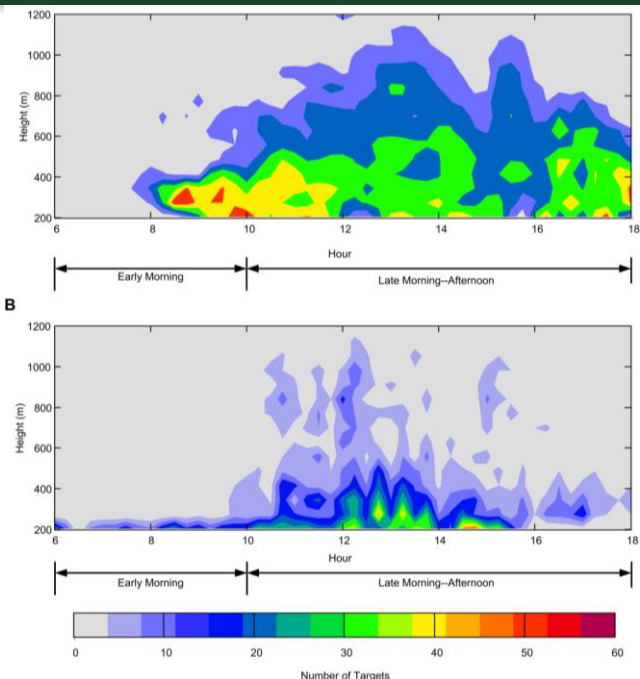 1200
1000
800
600
400
200
Height (m)
6 8 10 12 14 16 18
Hour
Early Morning Late Morning--Afternoon
B
1200
1000
800
600
400
200
Height (m)
6 8 10 12 14 16 18
Hour
Early Morning Late Morning--Afternoon
0 10 20 30 40 50 60
Number of Targets